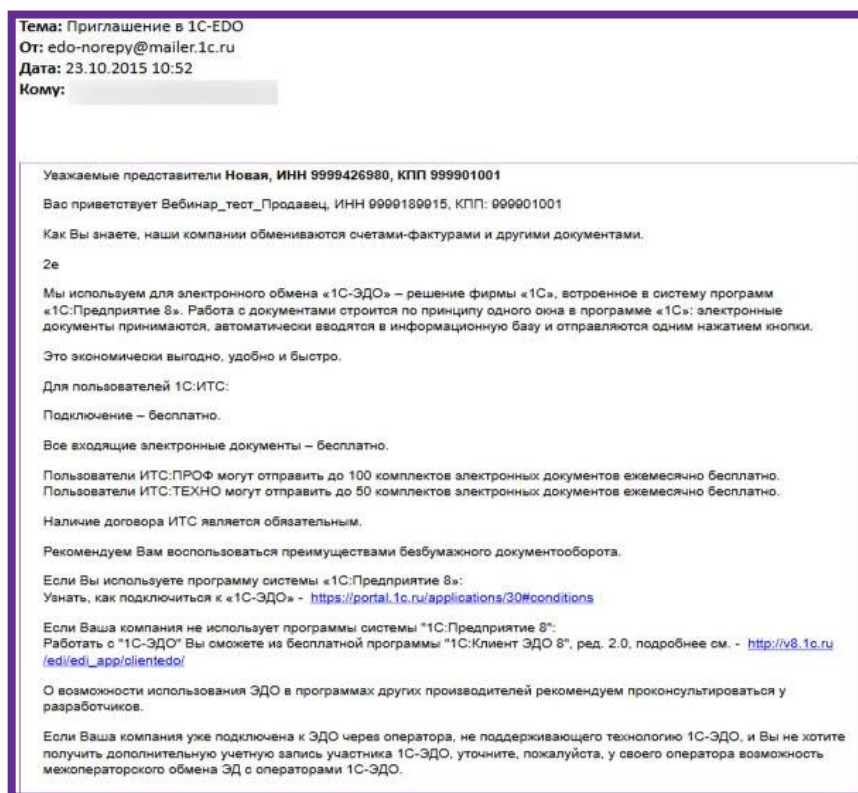 Тема: Приглашение в 1С-EDO
От: edo-norepy@mailer.1c.ru
Дата: 23.10.2015 10:52
Кому:
Уважаемые представители Новая, ИНН 9999426980, КПП 999901001
Вас приветствует Вебинар_тест_Продавец, ИНН 9999189915, КПП: 999901001
Как Вы знаете, наши компании обмениваются счетами-фактурами и другими документами.
2е
Мы используем для электронного обмена «1С-ЭДО» – решение фирмы «1С», встроенное в систему программ
«1С:Предприятие 8». Работа с документами строится по принципу одного окна в программе «1С»: электронные
документы принимаются, автоматически вводятся в информационную базу и отправляются одним нажатием кнопки.
Это экономически выгодно, удобно и быстро.
Для пользователей 1С:ИТС:
Подключение – бесплатно.
Все входящие электронные документы – бесплатно.
Пользователи ИТС:ПРОФ могут отправить до 100 комплектов электронных документов ежемесячно бесплатно.
Пользователи ИТС:ТЕХНО могут отправить до 50 комплектов электронных документов ежемесячно бесплатно.
Наличие договора ИТС является обязательным.
Рекомендуем Вам воспользоваться преимуществами безбумажного документооборота.
Если Вы используете программу системы «1С:Предприятие 8»:
Узнать, как подключиться к «1С-ЭДО» - https://portal.1c.ru/applications/30#conditions
Если Ваша компания не использует программы системы "1С:Предприятие 8":
Работать с "1С-ЭДО" Вы сможете из бесплатной программы "1С:Клиент ЭДО 8", ред. 2.0, подробнее см. - http://v8.1c.ru
/edi/edi_app/clientedo/
О возможности использования ЭДО в программах других производителей рекомендуем проконсультироваться у
разработчиков.
Если Ваша компания уже подключена к ЭДО через оператора, не поддерживающего технологию 1С-ЭДО, и Вы не хотите
получить дополнительную учетную запись участника 1С-ЭДО, уточните, пожалуйста, у своего оператора возможность
межоператорского обмена ЭД с операторами 1С-ЭДО.